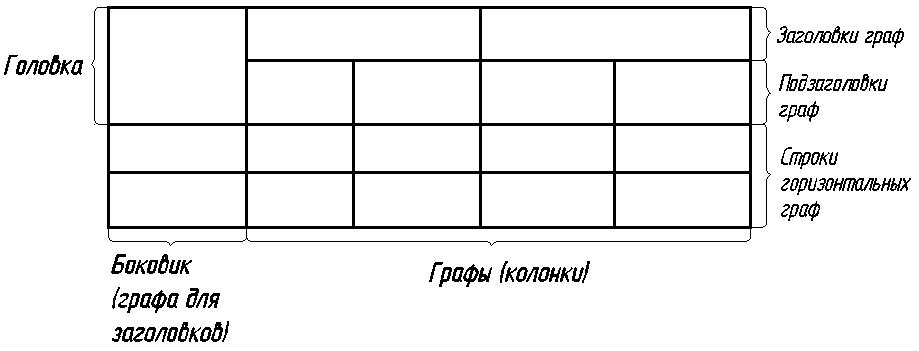 Заголовки граф
Головка
Подзаголовки
граф
Строки
горизонтальных
граф
Боковик
(графа для
заголовков)
Графы (колонки)